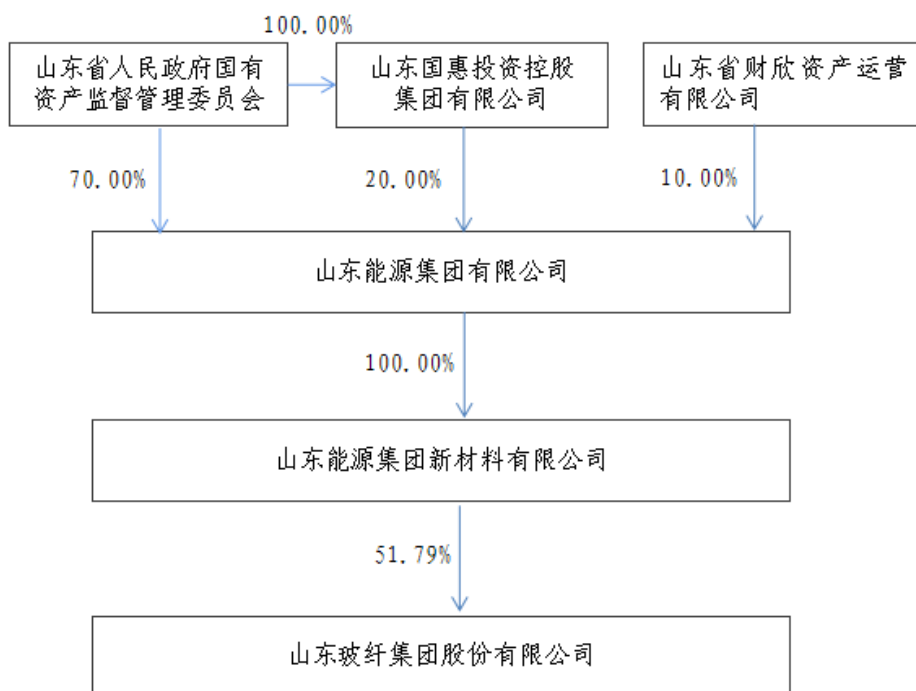 100.00%
山东省人民政府国有
资产监督管理委员会
山东国惠投资控股
集团有限公司
山东省财欣资产运营
有限公司
70.00%
20.00%
10.00%
山东能源集团有限公司
100.00%
山东能源集团新材料有限公司
51.79%
山东玻纤集团股份有限公司